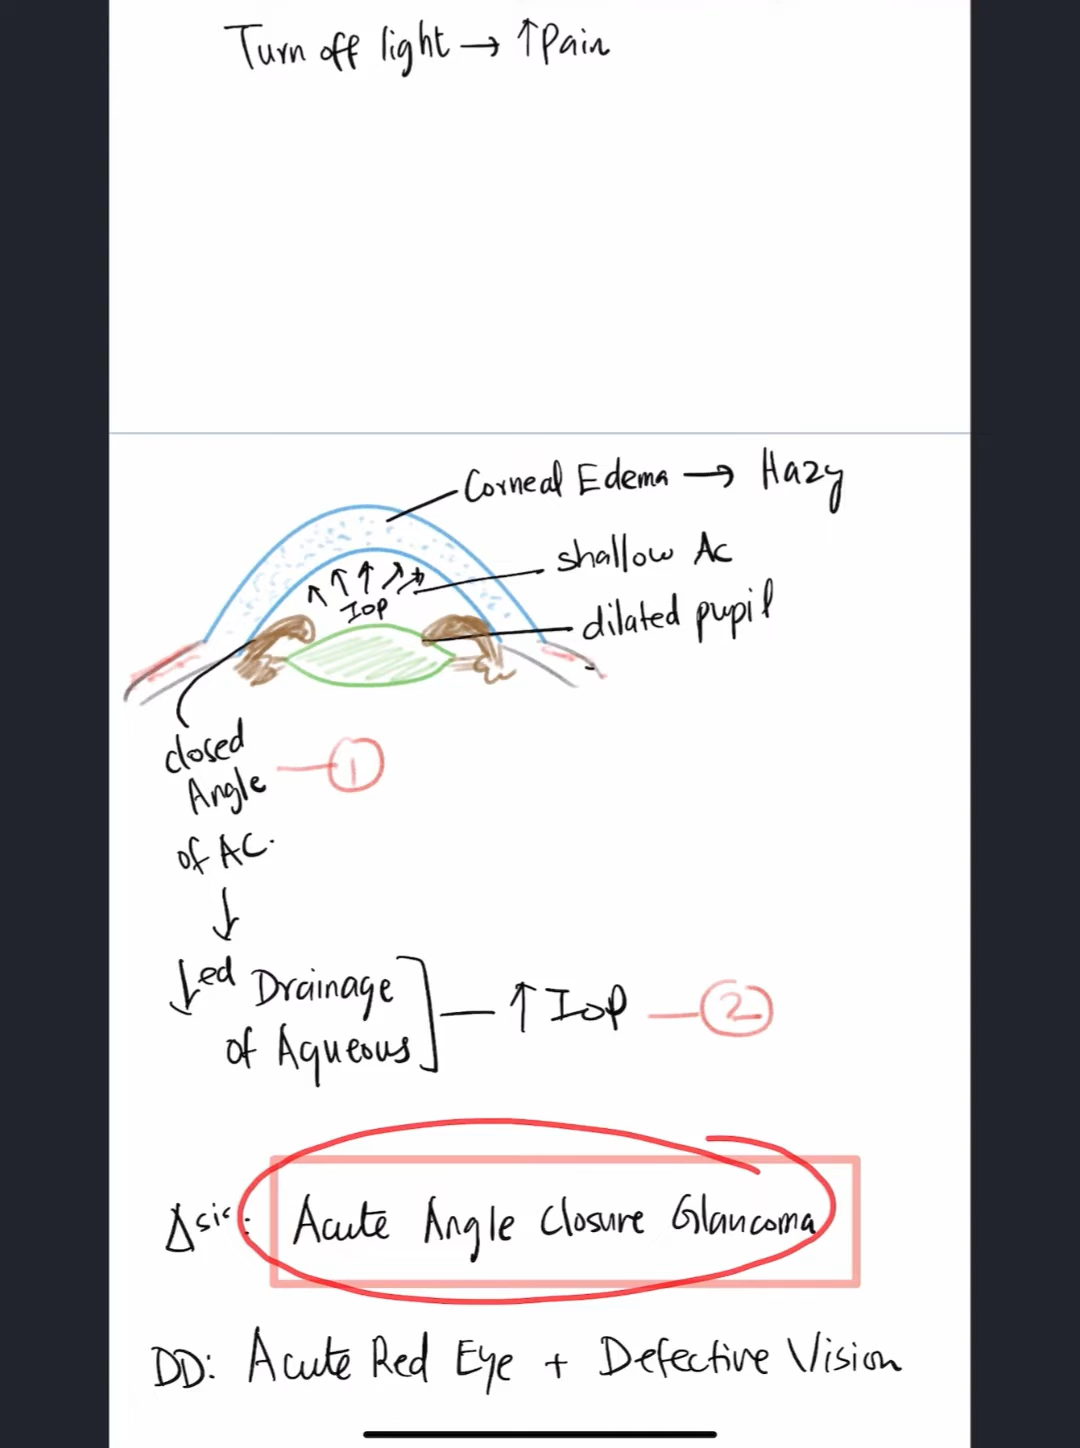 Turn off light → ↑Pain
Corneal Edema → Hazy
shallow AC
IOP
dilated pupil
closed
Angle
① 
of AC.
↓
↓ed Drainage
of Aqueous
↑ IOP
②
Δsis: Acute Angle Closure Glaucoma
DD: Acute Red Eye + Defective Vision